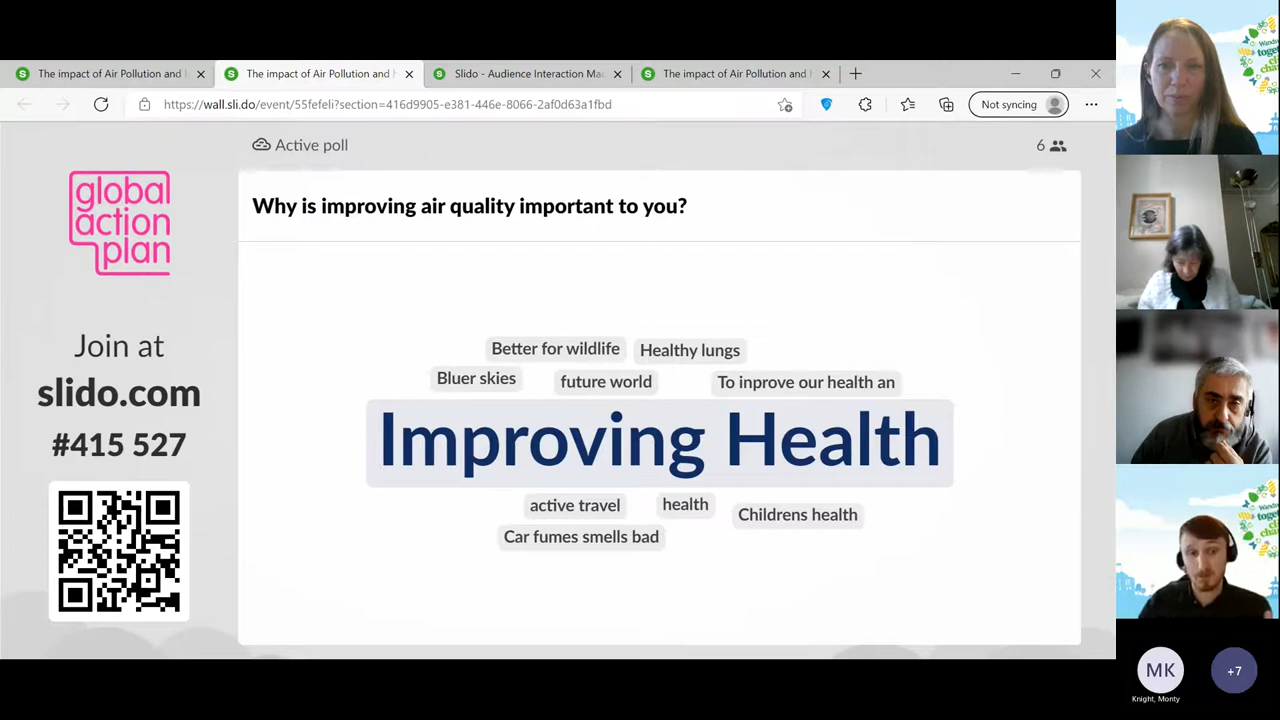 The impact of Air Pollution and
The impact of Air Pollution and
Slido - Audience Interaction Ma
The impact of Air Pollution and
https://wall.sli.do/event/55fefeli?section=416d9905-e381-446e-8066-2af0d63a1fbd
Not syncing
Active poll
6
global
action
plan
Why is improving air quality important to you?
Join at
slido.com
#415 527
Better for wildlife
Healthy lungs
Bluer skies
future world
To inprove our health an
Improving Health
active travel
health
Childrens health
Car fumes smells bad
MK
+7
Knight, Monty